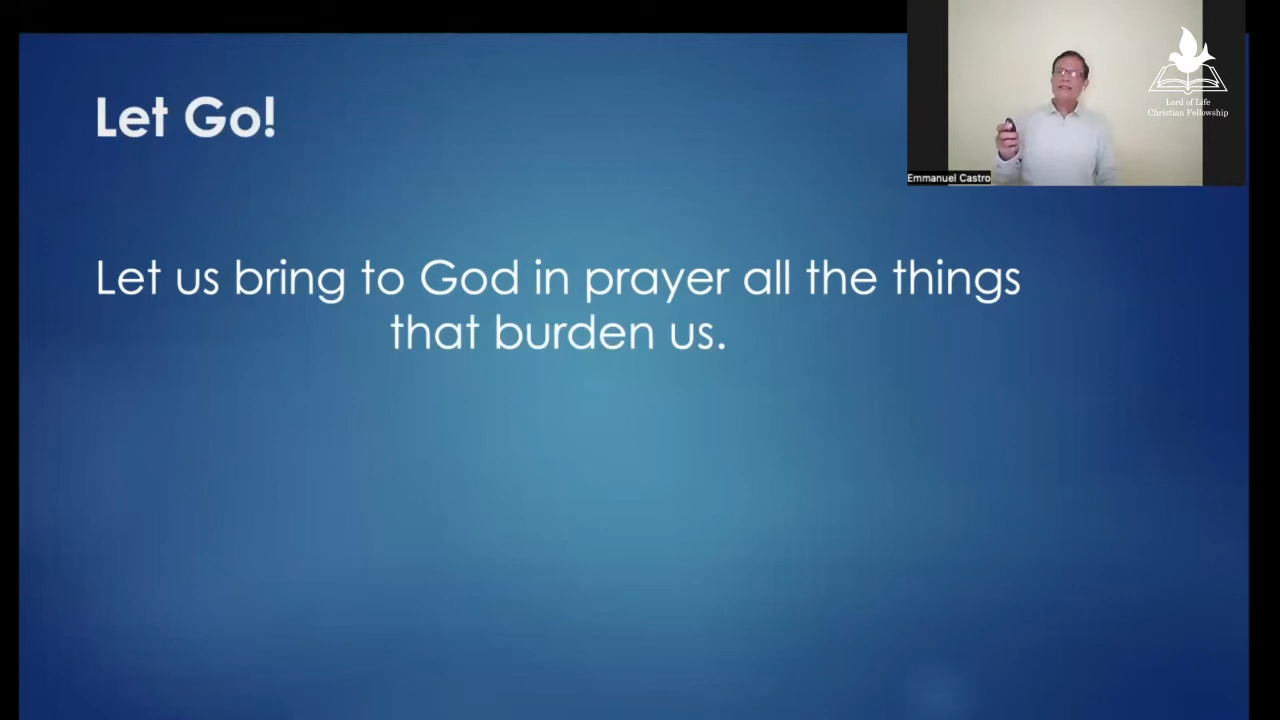 Let Go!
Let us bring to God in prayer all the things
that burden us.
Lord of Life
Christian Fellowship
Emmanuel Castro